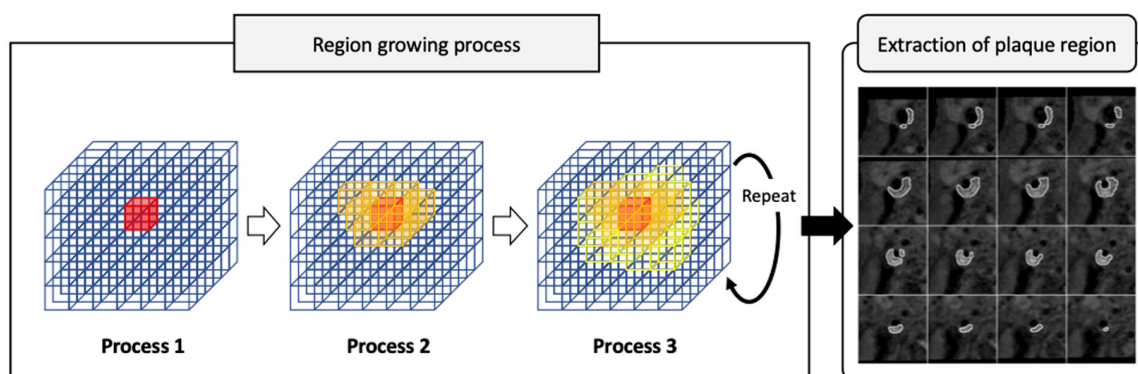 Region growing process
Extraction of plaque region
Repeat
Process 1
Process 2
Process 3